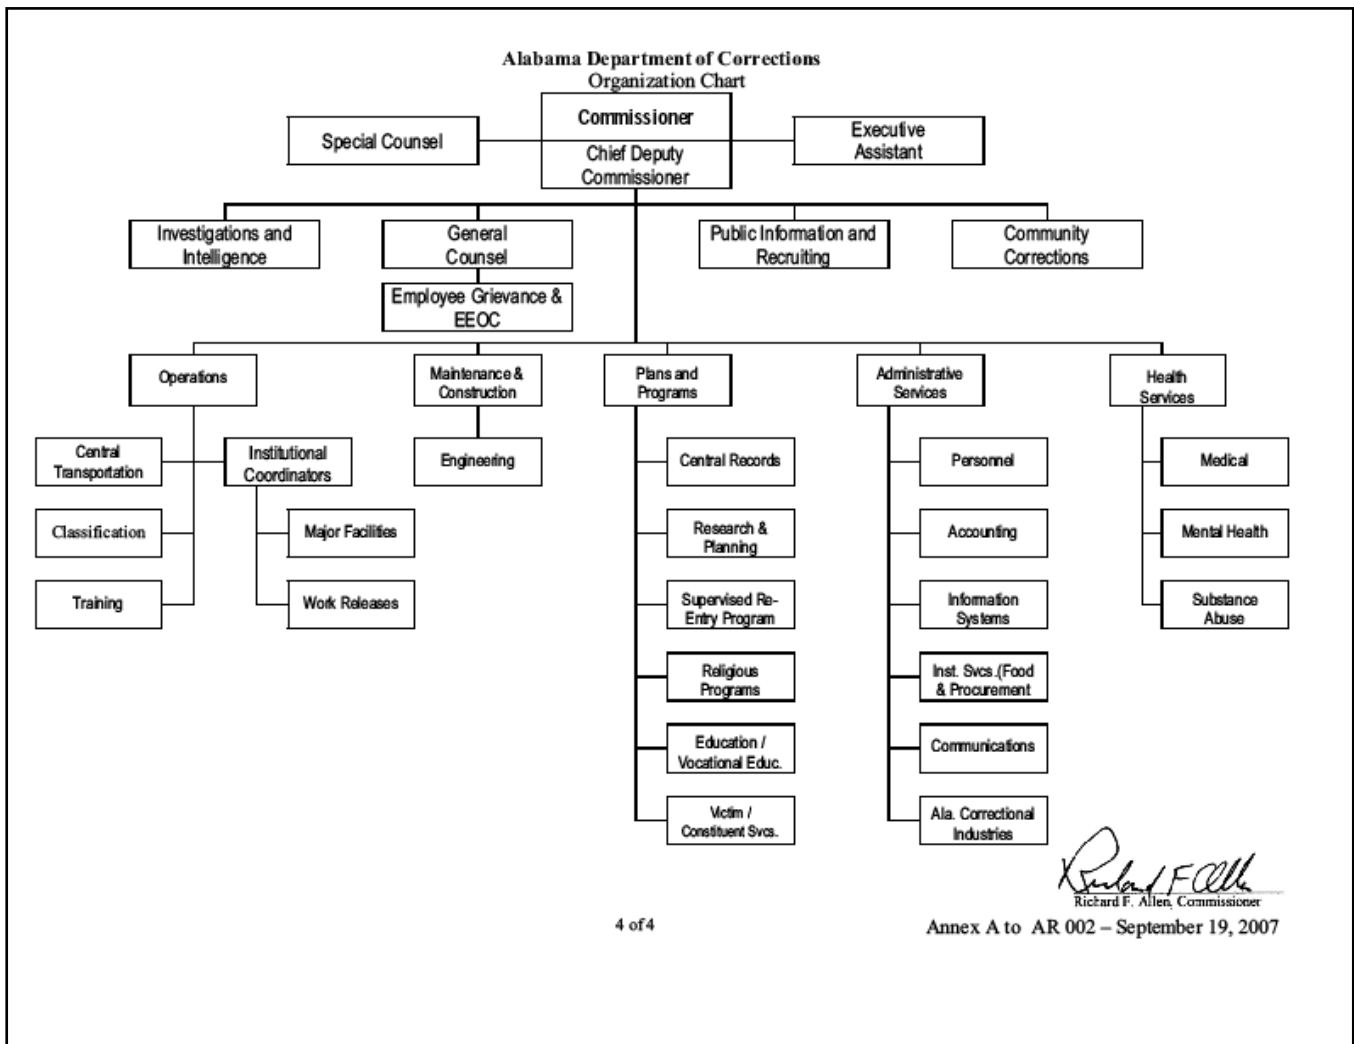 Alabama Department of Corrections
Organization Chart
Commissioner
Special Counsel
Executive
Assistant
Chief Deputy
Commissioner
Investigations and
Intelligence
General
Counsel
Public Information and
Recruiting
Community
Corrections
Employee Grievance &
EEOC
Operations
Maintenance &
Construction
Plans and
Programs
Administrative
Services
Health
Services
Central
Transportation
Institutional
Coordinators
Engineering
Central Records
Personnel
Medical
Classification
Major Facilities
Research &
Planning
Accounting
Mental Health
Training
Work Releases
Supervised Re-
Entry Program
Information
Systems
Substance
Abuse
Religious
Programs
Inst. Svcs.(Food
& Procurement
Education /
Vocational Educ.
Communications
Victim /
Constituent Svcs.
Ala. Correctional
Industries
Richard F. Allen
Richard F. Allen, Commissioner
4 of 4
Annex A to AR 002 – September 19, 2007